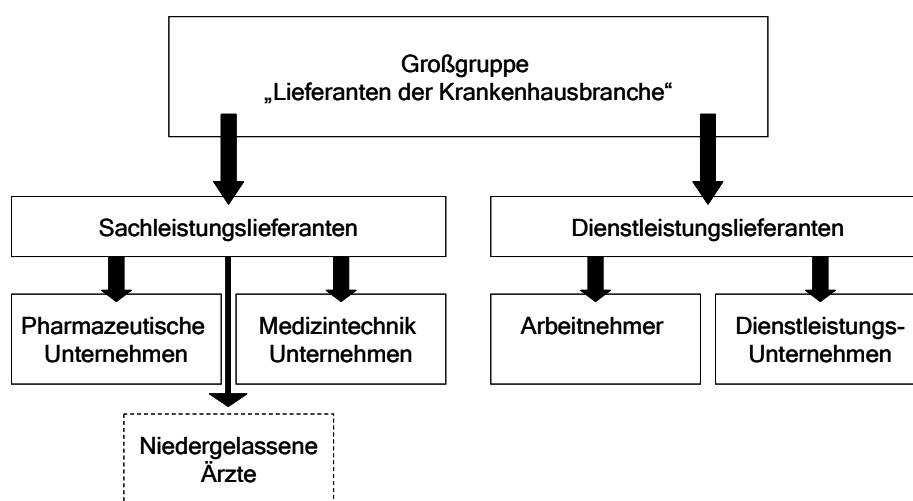 Großgruppe
„Lieferanten der Krankenhausbranche“
Sachleistungslieferanten
Dienstleistungslieferanten
Pharmazeutische
Unternehmen
Medizintechnik
Unternehmen
Arbeitnehmer
Dienstleistungs-
Unternehmen
Niedergelassene
Ärzte